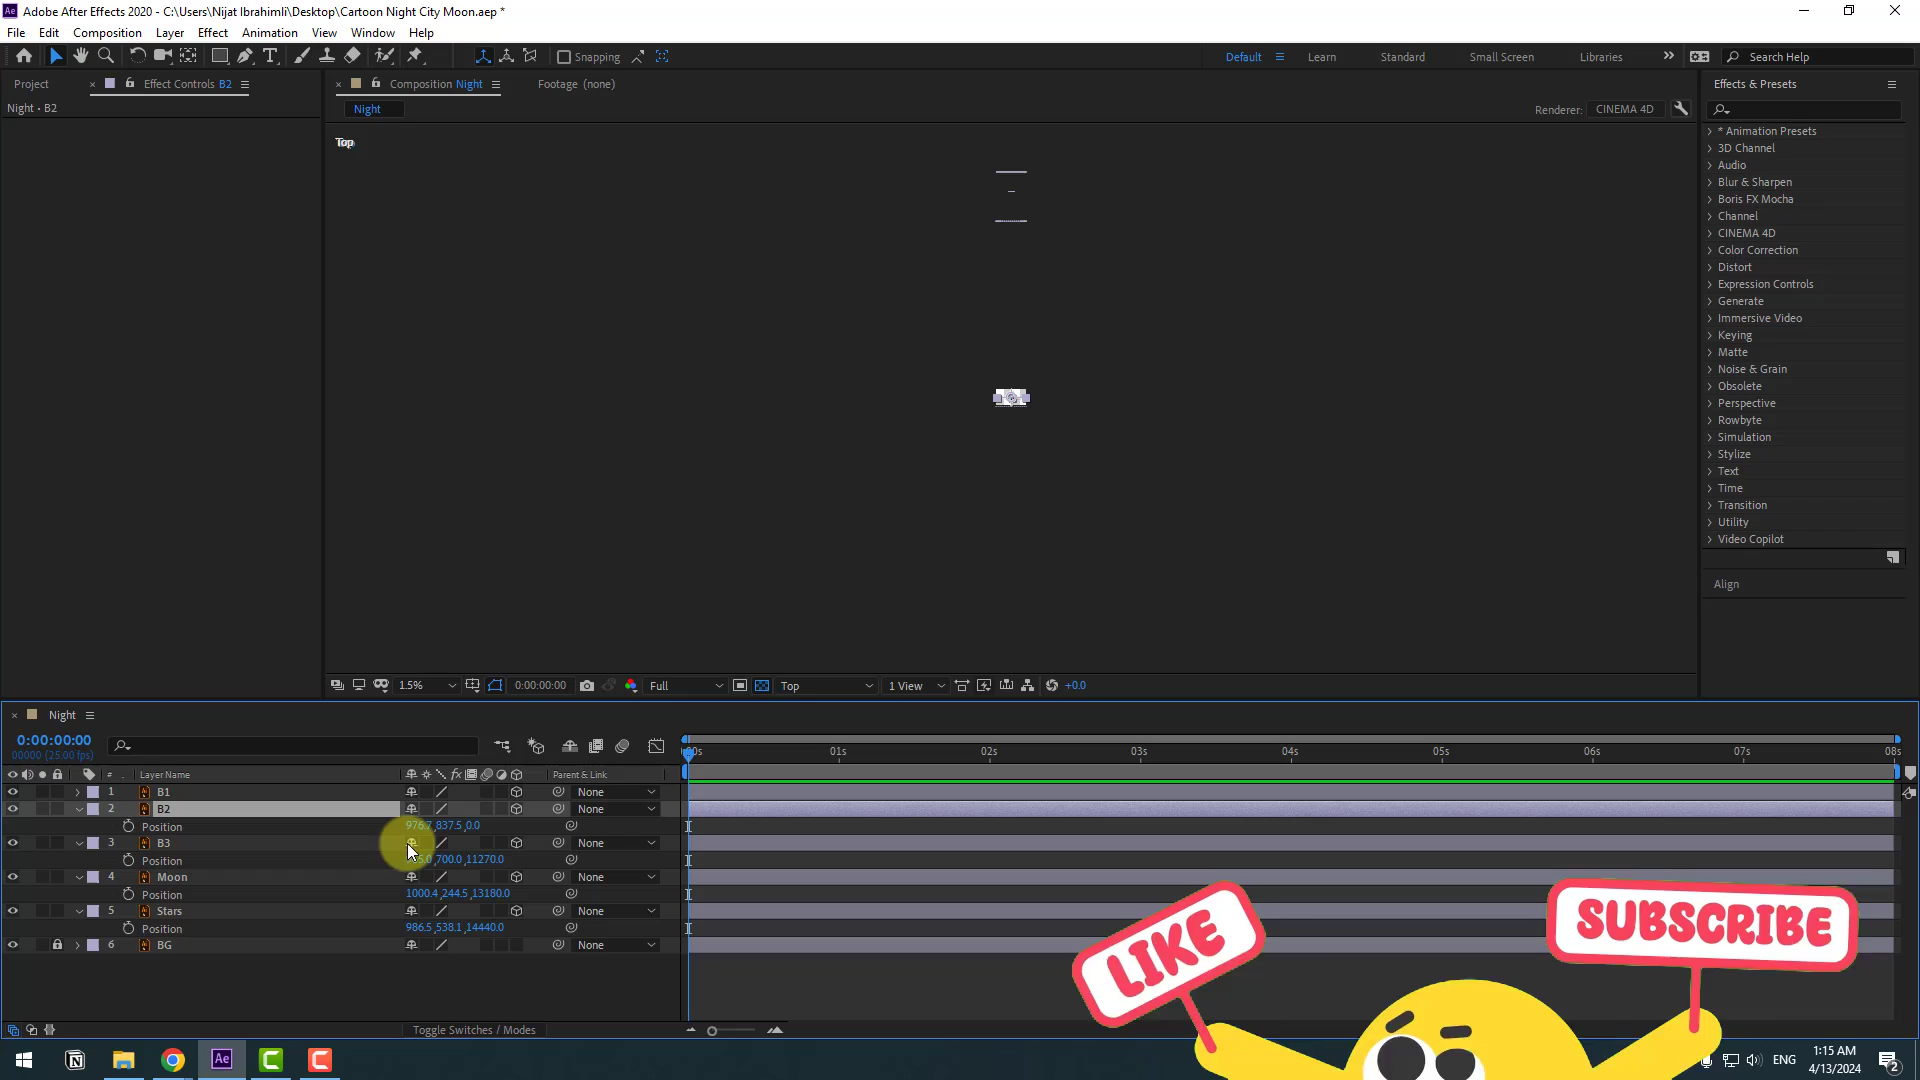 Adobe After Effects 2020 - C:\Users\Nijat Ibrahimli\Desktop\Cartoon Night City Moon.aep *
File Edit Composition Layer Effect Animation View Window Help
Snapping Default Learn Standard Small Screen Libraries Search Help
Project Effect Controls B2 Composition Night Footage (none) Effects & Presets
Night • B2
Night Renderer: CINEMA 4D
Top
* Animation Presets
3D Channel
Audio
Blur & Sharpen
Boris FX Mocha
Channel
CINEMA 4D
Color Correction
Distort
Expression Controls
Generate
Immersive Video
Keying
Matte
Noise & Grain
Obsolete
Perspective
Rowbyte
Simulation
Stylize
Text
Time
Transition
Utility
Video Copilot
Align
1.5% 0:00:00:00 Full Top 1 View +0.0
Night
0:00:00:00
00000 (25.00 fps)
01s 02s 03s 04s 05s 06s 07s 08s
# Layer Name Parent & Link
1 B1 None
2 B2 None
Position 976.7,837.5,0.0
3 B3 None
Position ,700.0,11270.0
4 Moon None
Position 1000.4,244.5,13180.0
5 Stars None
Position 986.5,538.1,14440.0
6 BG None
LIKE
SUBSCRIBE
Toggle Switches / Modes
ENG 1:15 AM
4/13/2024
2